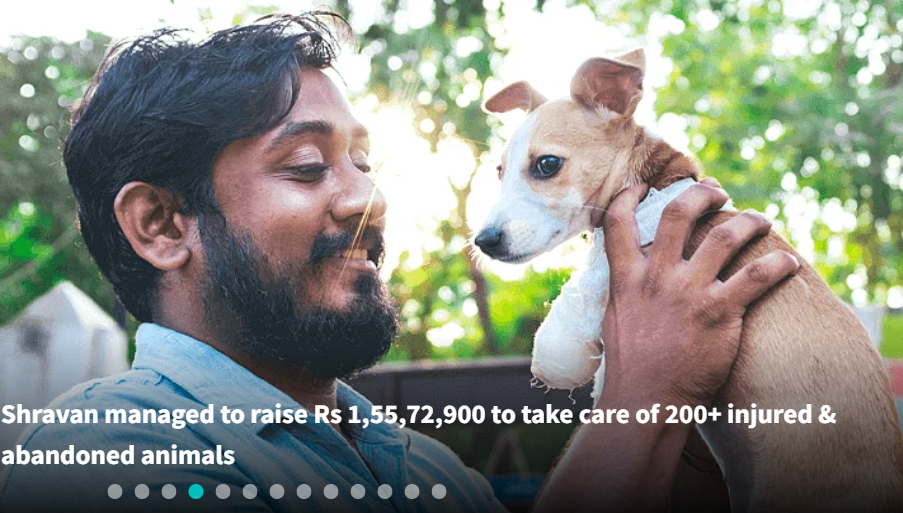 Shravan managed to raise Rs 1,55,72,900 to take care of 200+ injured &
abandoned animals